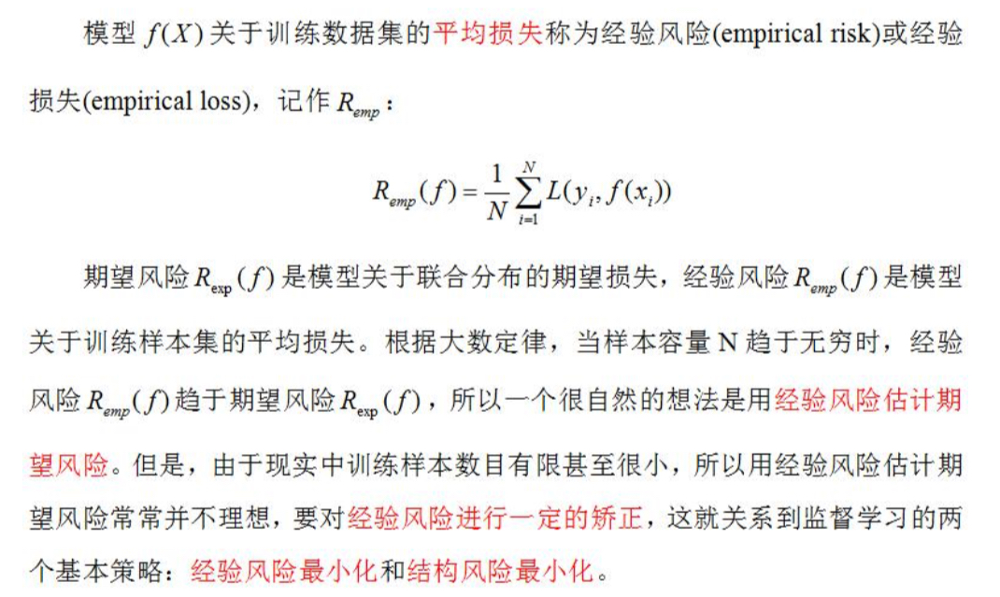 模型 f(X) 关于训练数据集的平均损失称为经验风险(empirical risk)或经验
损失(empirical loss)，记作 R_{emp}：
R_{emp}(f) = \frac{1}{N} \sum_{i=1}^{N} L(y_i, f(x_i))
期望风险 R_{exp}(f) 是模型关于联合分布的期望损失，经验风险 R_{emp}(f) 是模型
关于训练样本集的平均损失。根据大数定律，当样本容量 N 趋于无穷时，经验
风险 R_{emp}(f) 趋于期望风险 R_{exp}(f)，所以一个很自然的想法是用经验风险估计期
望风险。但是，由于现实中训练样本数目有限甚至很小，所以用经验风险估计期
望风险常常并不理想，要对经验风险进行一定的矫正，这就关系到监督学习的两
个基本策略：经验风险最小化和结构风险最小化。